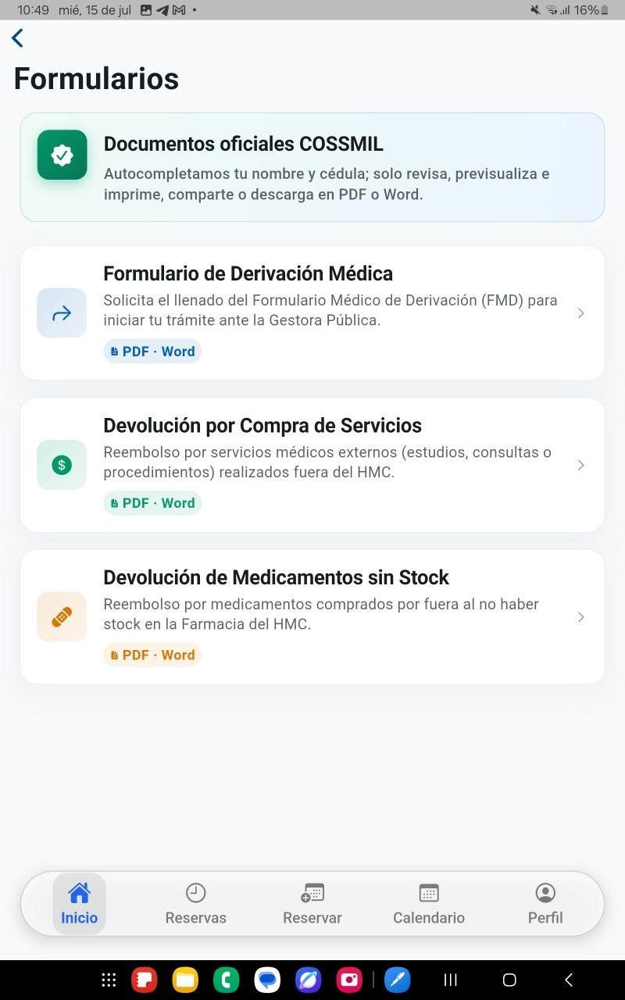 10:49 mié, 15 de jul
16%
Formularios
Documentos oficiales COSSMIL
Autocompletamos tu nombre y cédula; solo revisa, previsualiza e
imprime, comparte o descarga en PDF o Word.
Formulario de Derivación Médica
Solicita el llenado del Formulario Médico de Derivación (FMD) para
iniciar tu trámite ante la Gestora Pública.
PDF · Word
Devolución por Compra de Servicios
Reembolso por servicios médicos externos (estudios, consultas o
procedimientos) realizados fuera del HMC.
PDF · Word
Devolución de Medicamentos sin Stock
Reembolso por medicamentos comprados por fuera al no haber
stock en la Farmacia del HMC.
PDF · Word
Inicio
Reservas
Reservar
Calendario
Perfil